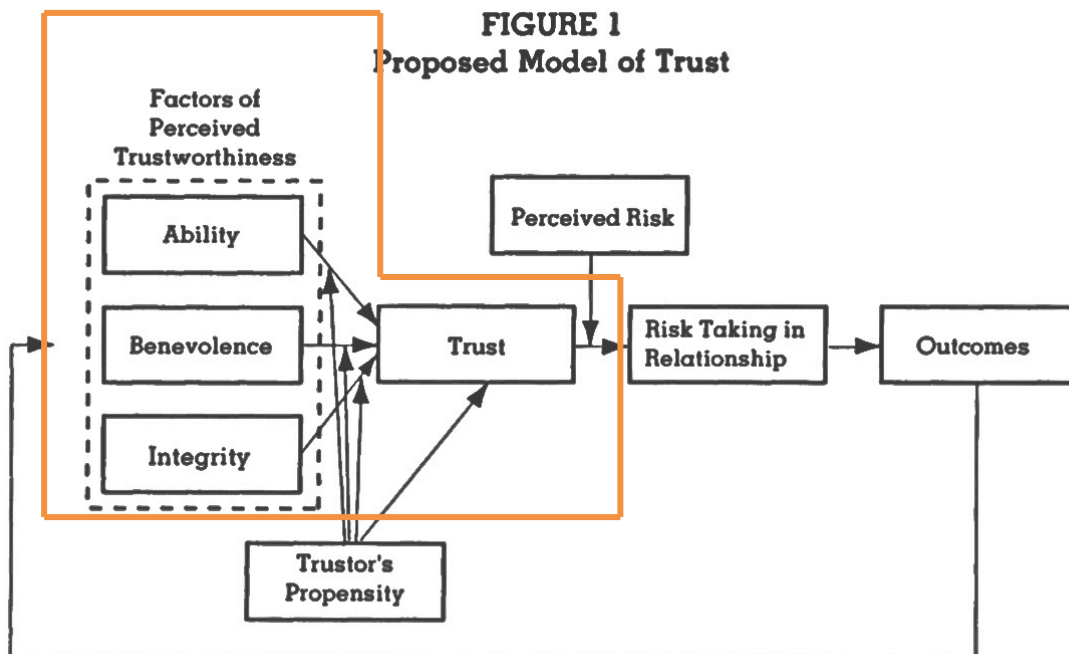 FIGURE 1
Proposed Model of Trust
Factors of
Perceived
Trustworthiness
Ability
Benevolence
Integrity
Trust
Perceived Risk
Risk Taking in
Relationship
Outcomes
Trustor's
Propensity